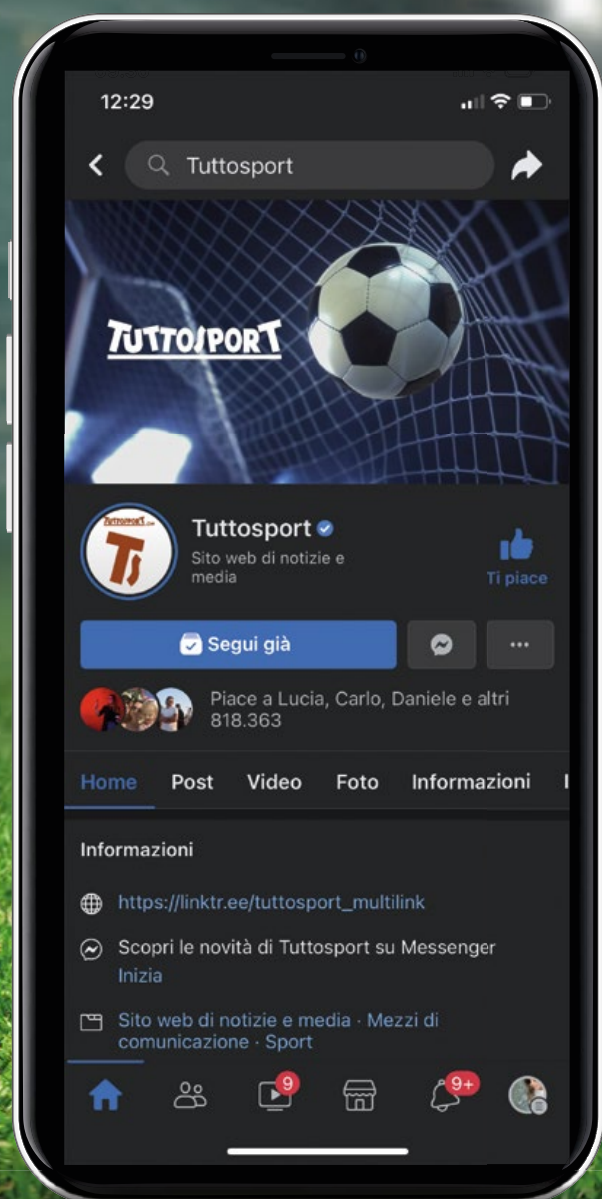 12:29
Tuttosport
TUTTOSPORT
TUTTOSPORT
Ts
Tuttosport
Sito web di notizie e
media
Ti piace
Segui già
Piace a Lucia, Carlo, Daniele e altri
818.363
Home Post Video Foto Informazioni
Informazioni
https://linktr.ee/tuttosport_multilink
Scopri le novità di Tuttosport su Messenger
Inizia
Sito web di notizie e media · Mezzi di
comunicazione · Sport
9 9+